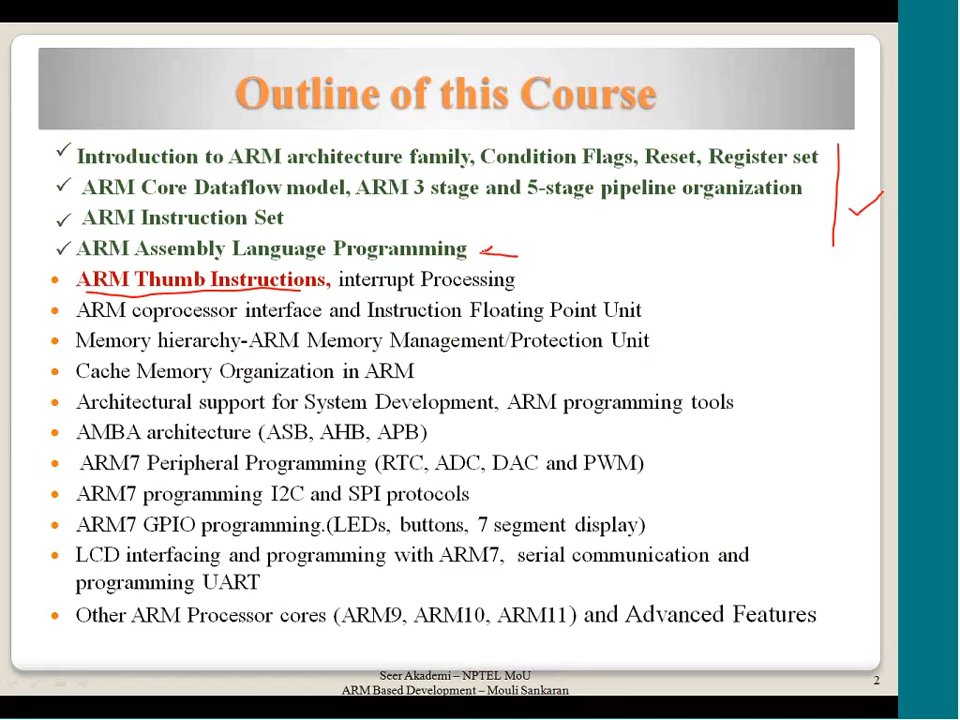 Outline of this Course
Introduction to ARM architecture family, Condition Flags, Reset, Register set
ARM Core Dataflow model, ARM 3 stage and 5-stage pipeline organization
ARM Instruction Set
ARM Assembly Language Programming
ARM Thumb Instructions, interrupt Processing
ARM coprocessor interface and Instruction Floating Point Unit
Memory hierarchy-ARM Memory Management/Protection Unit
Cache Memory Organization in ARM
Architectural support for System Development, ARM programming tools
AMBA architecture (ASB, AHB, APB)
ARM7 Peripheral Programming (RTC, ADC, DAC and PWM)
ARM7 programming I2C and SPI protocols
ARM7 GPIO programming.(LEDs, buttons, 7 segment display)
LCD interfacing and programming with ARM7, serial communication and
programming UART
Other ARM Processor cores (ARM9, ARM10, ARM11) and Advanced Features
Seer Akademi – NPTEL MoU
ARM Based Development – Mouli Sankaran
2